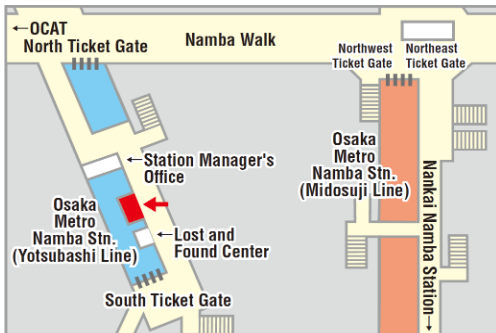 ←OCAT
North Ticket Gate
Namba Walk
Northwest
Ticket Gate
Northeast
Ticket Gate
←Station Manager's
Office
Osaka
Metro
Namba Stn.
(Midosuji Line)
Osaka
Metro
Namba Stn.
(Yotsubashi Line)
←Lost and
Found Center
South Ticket Gate
Nankai Namba Station→